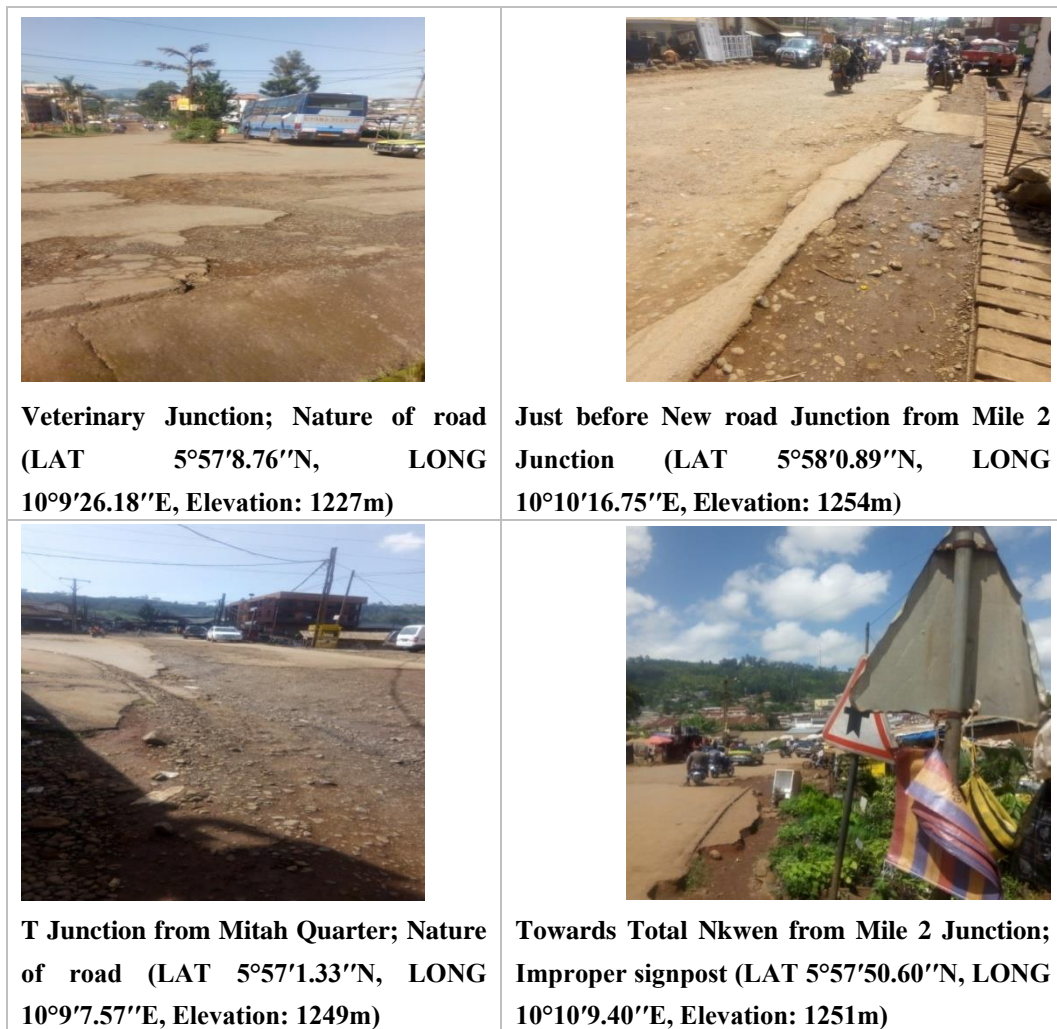 Veterinary Junction; Nature of road
(LAT 5°57′8.76′′N, LONG
10°9′26.18′′E, Elevation: 1227m)
Just before New road Junction from Mile 2
Junction (LAT 5°58′0.89′′N, LONG
10°10′16.75′′E, Elevation: 1254m)
T Junction from Mitah Quarter; Nature
of road (LAT 5°57′1.33′′N, LONG
10°9′7.57′′E, Elevation: 1249m)
Towards Total Nkwen from Mile 2 Junction;
Improper signpost (LAT 5°57′50.60′′N, LONG
10°10′9.40′′E, Elevation: 1251m)